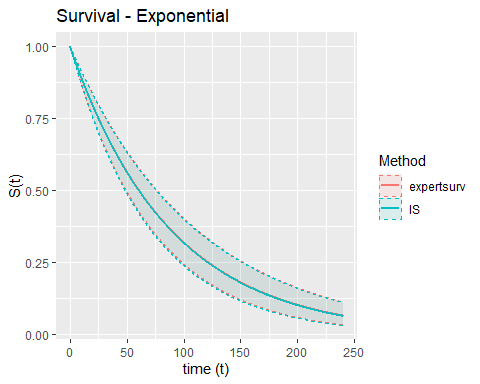 Survival - Exponential
S(t)
1.00
0.75
0.50
0.25
0.00
0
50
100
150
200
250
time (t)
Method
expertsurv
IS